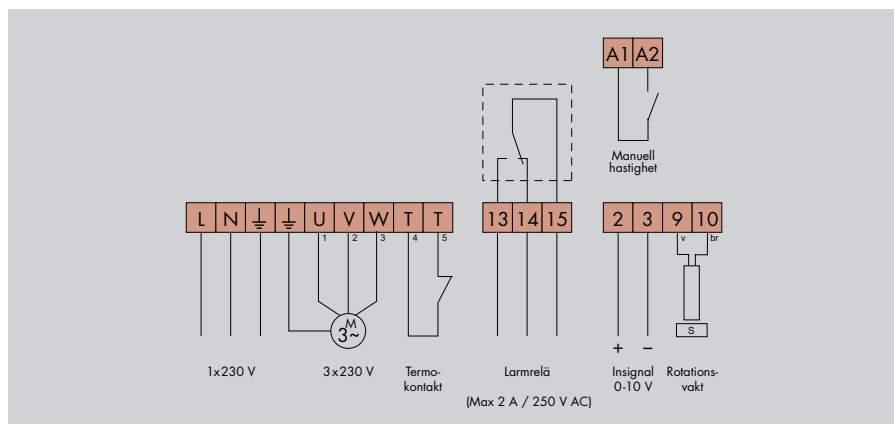 A1 A2
Manuell
hastighet
L N U V W T T
1 2 3 4 5
13 14 15
2 3 9 10
v br
M
3~
S
+ −
1x230 V
3x230 V
Termo-
kontakt
Larmrelä
(Max 2 A / 250 V AC)
Insignal
0-10 V
Rotations-
vakt